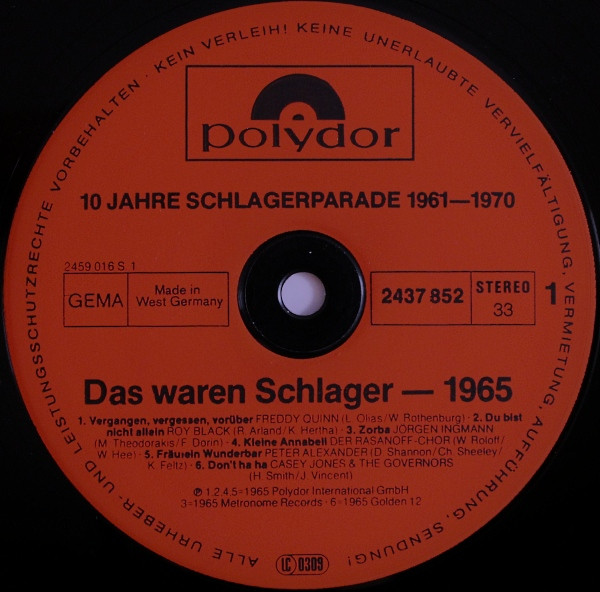 ALLE URHEBER- UND LEISTUNGSSCHUTZRECHTE VORBEHALTEN · KEIN VERLEIH! KEINE UNERLAUBTE VERVIELFÄLTIGUNG, VERMIETUNG, AUFFÜHRUNG, SENDUNG!
polydor
10 JAHRE SCHLAGERPARADE 1961—1970
2459 016 S 1
GEMA
Made in
West Germany
2437 852
STEREO
33
1
Das waren Schlager — 1965
1. Vergangen, vergessen, vorüber FREDDY QUINN (L. Olias/W. Rothenburg) · 2. Du bist
nicht allein ROY BLACK (R. Arland/K. Hertha) · 3. Zorba JÖRGEN INGMANN
(M. Theodorakis/F. Dorin) · 4. Kleine Annabell DER RASANOFF-CHOR (W. Roloff/
W. Hee) · 5. Fräulein Wunderbar PETER ALEXANDER (D. Shannon/Ch. Sheeley/
K. Feltz) · 6. Don't ha ha CASEY JONES & THE GOVERNORS
(H. Smith/J. Vincent)
℗ 1.2.4.5=1965 Polydor International GmbH
3=1965 Metronome Records · 6=1965 Golden 12
LC 0309